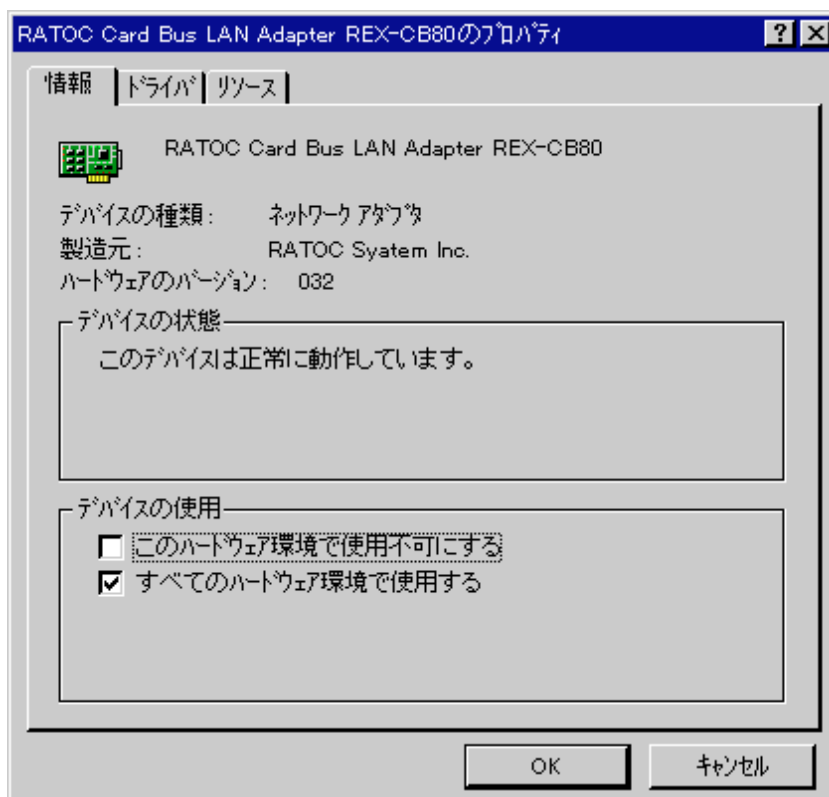 RATOC Card Bus LAN Adapter REX-CB80のﾌﾟﾛﾊﾟﾃｨ
情報 ﾄﾞﾗｲﾊﾞ ﾘｿｰｽ
RATOC Card Bus LAN Adapter REX-CB80
ﾃﾞﾊﾞｲｽの種類: ﾈｯﾄﾜｰｸ ｱﾀﾞﾌﾟﾀ
製造元: RATOC Syatem Inc.
ﾊｰﾄﾞｳｪｱのﾊﾞｰｼﾞｮﾝ: 032
ﾃﾞﾊﾞｲｽの状態
このﾃﾞﾊﾞｲｽは正常に動作しています。
ﾃﾞﾊﾞｲｽの使用
このﾊｰﾄﾞｳｪｱ環境で使用不可にする
すべてのﾊｰﾄﾞｳｪｱ環境で使用する
OK ｷｬﾝｾﾙ